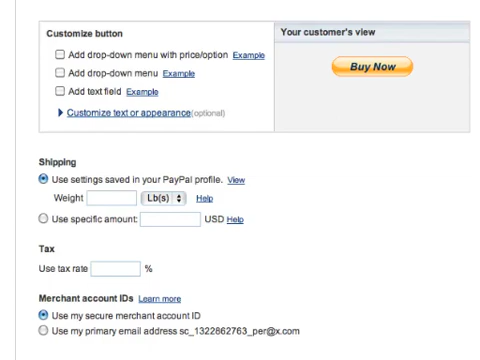 Customize button
Your customer's view
Add drop-down menu with price/option Example
Buy Now
Add drop-down menu Example
Add text field Example
Customize text or appearance(optional)
Shipping
Use settings saved in your PayPal profile. View
Weight Lb(s) Help
Use specific amount: USD Help
Tax
Use tax rate %
Merchant account IDs Learn more
Use my secure merchant account ID
Use my primary email address sc_1322862763_per@x.com